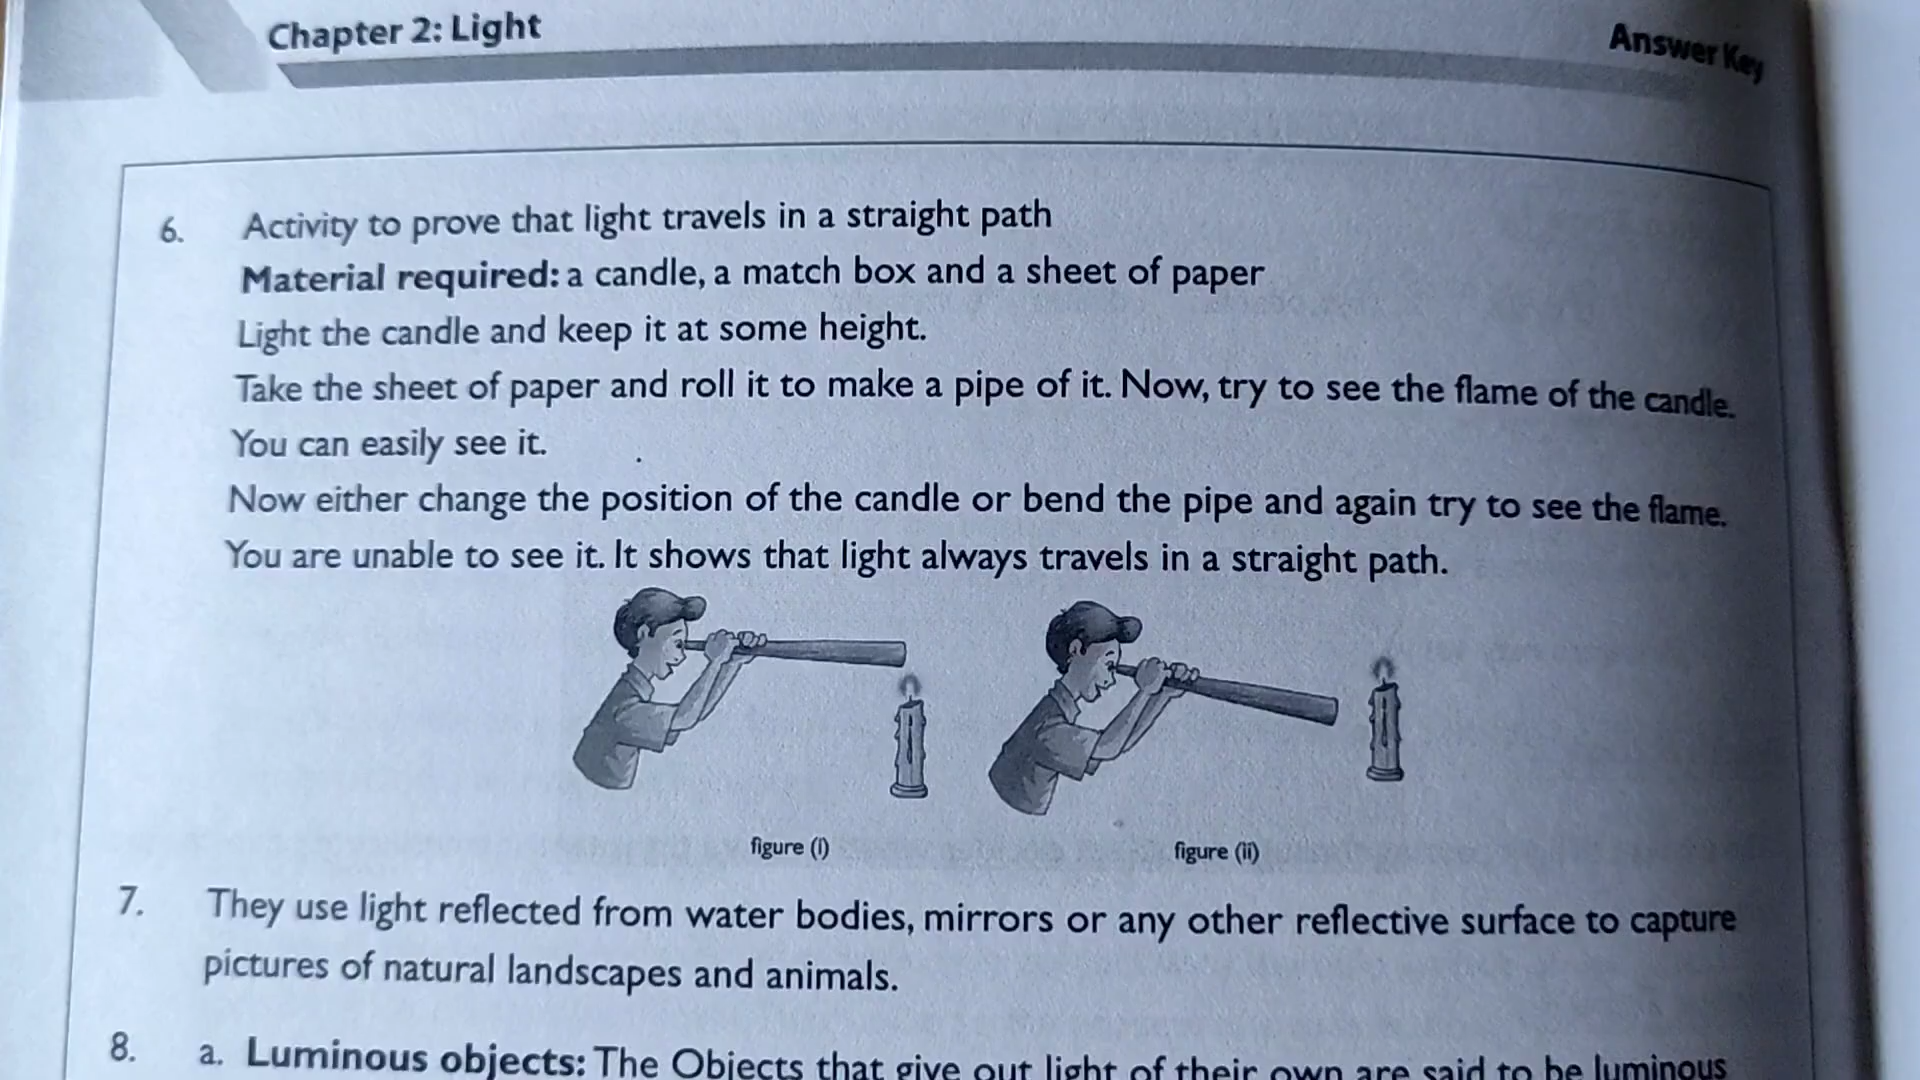 Chapter 2: Light
Answer Key
6. Activity to prove that light travels in a straight path
Material required: a candle, a match box and a sheet of paper
Light the candle and keep it at some height.
Take the sheet of paper and roll it to make a pipe of it. Now, try to see the flame of the candle.
You can easily see it.
Now either change the position of the candle or bend the pipe and again try to see the flame.
You are unable to see it. It shows that light always travels in a straight path.
figure (i)
figure (ii)
7. They use light reflected from water bodies, mirrors or any other reflective surface to capture
pictures of natural landscapes and animals.
8. a. Luminous objects: The Objects that give out light of their own are said to be luminous